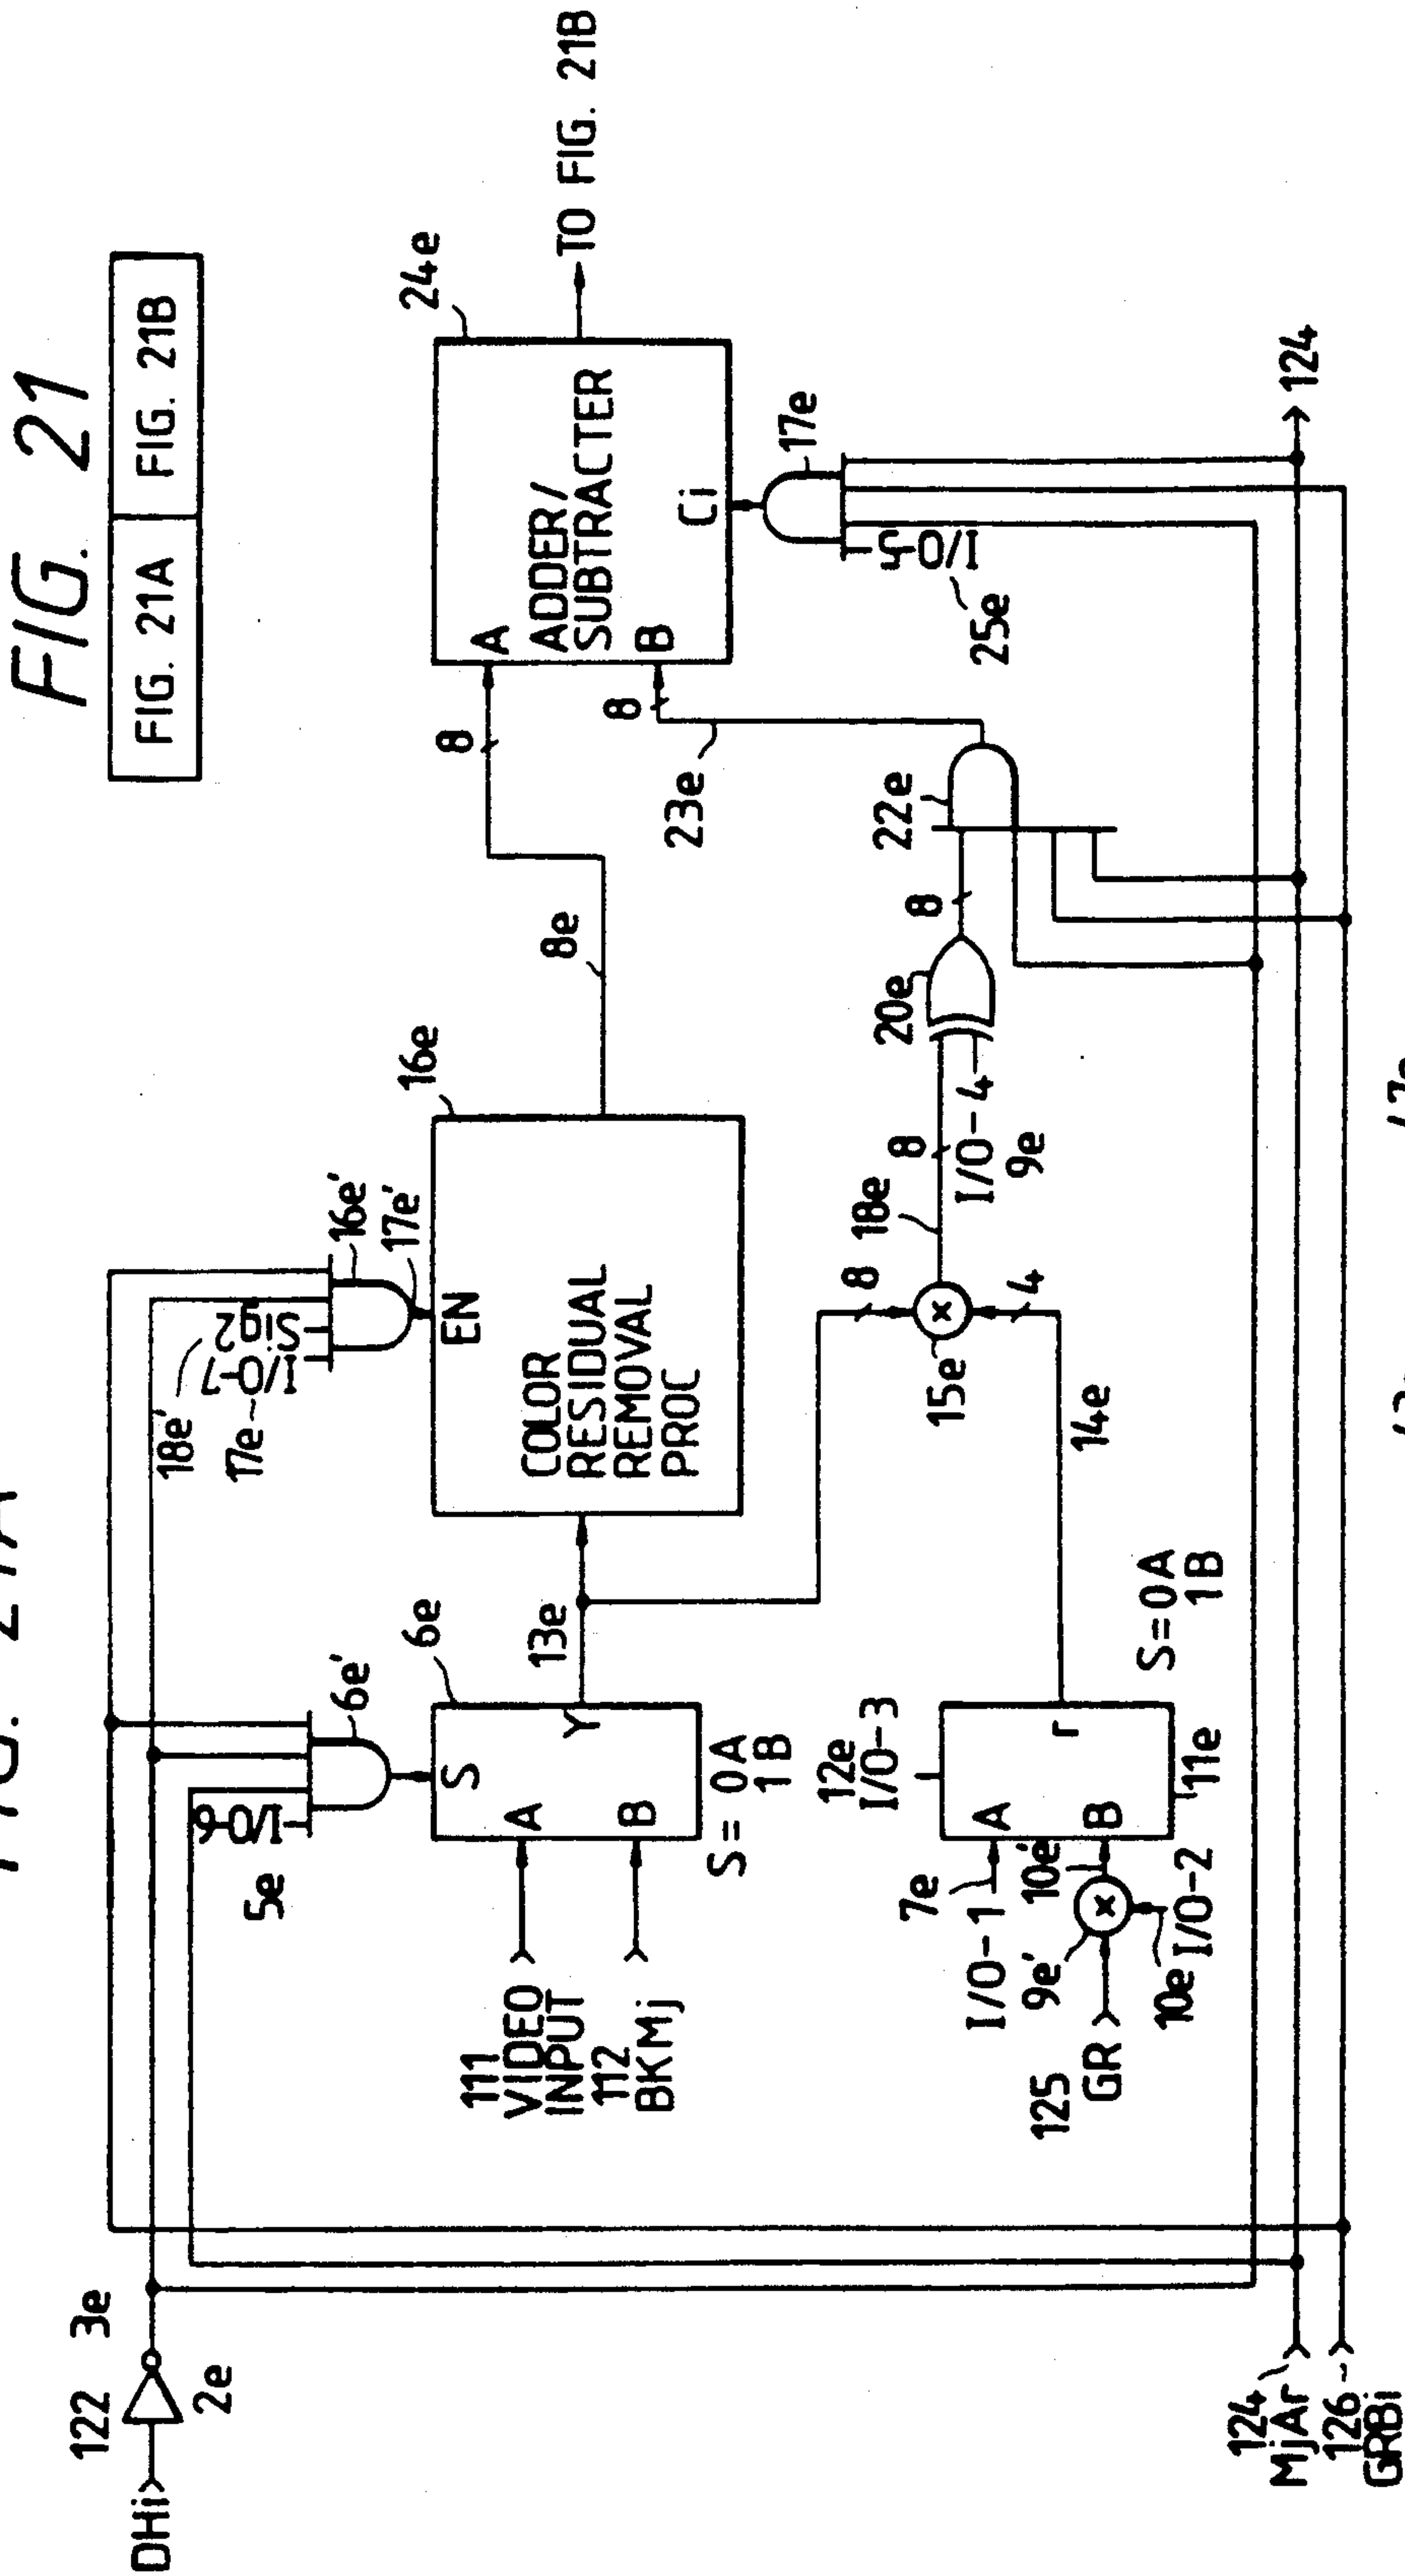 FIG. 21
FIG. 21A
FIG. 21B
DHi
122
3e
2e
I/O-6
5e
6e'
6e
S
A
Y
B
S= 0A
1B
111
VIDEO
INPUT
112
BKMj
13e
18e'
Sig2
I/O-7
17e
16e'
17e'
16e
EN
COLOR
RESIDUAL
REMOVAL
PROC
8e
8
24e
A
ADDER/
SUBTRACTER
B
Ci
TO FIG. 21B
8
23e
17e
I/O-5
25e
22e
8
20e
I/O-4
9e
8
18e
8
4
x
15e
14e
12e
I/O-3
A
B
r
11e
S=0A
1B
7e
I/O-1
10e'
9e'
x
10e
I/O-2
125
GR
124
MjAr
126
GRBi
124